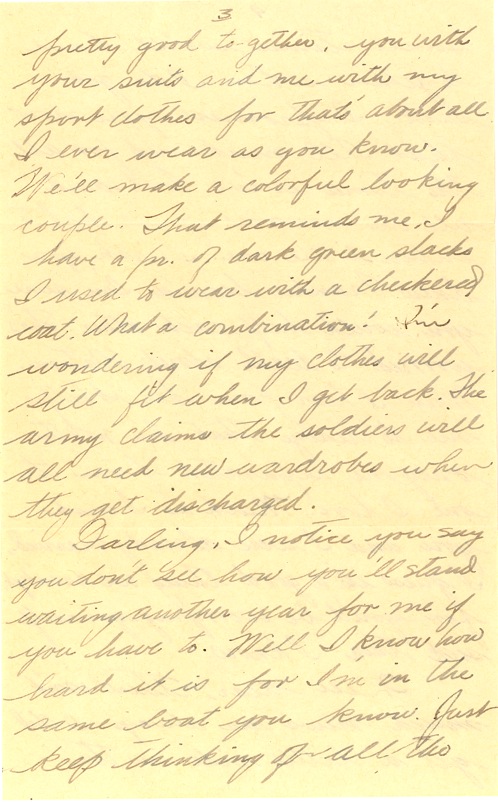 3
pretty good to-gether, you with
your suits and me with my
sport clothes for that's about all
I ever wear as you know.
We'll make a colorful looking
couple. That reminds me, I
have a pr. of dark green slacks
I used to wear with a checkered
coat. What a combination! I'm
wondering if my clothes will
still fit when I get back. The
army claims the soldiers will
all need new wardrobes when
they get discharged.
Darling, I notice you say
you don't see how you'll stand
waiting another year for me if
you have to. Well I know how
hard it is for I'm in the
same boat you know. Just
keep thinking of all the